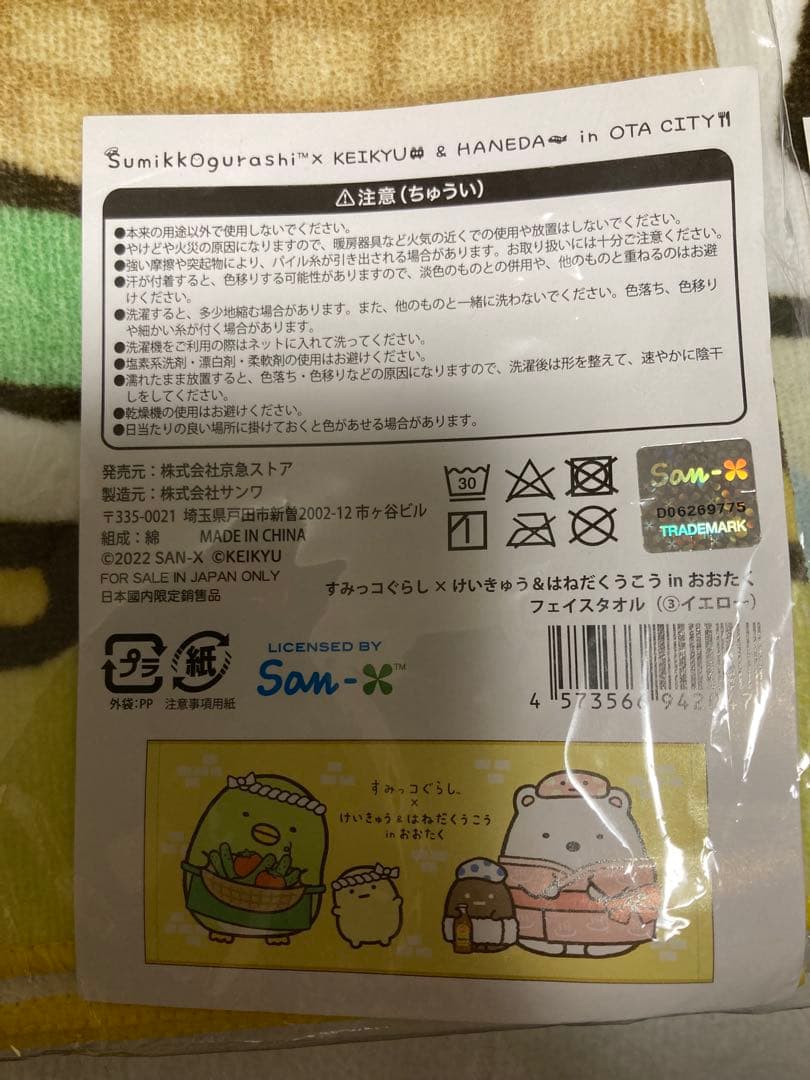 Sumikkogurashi™ × KEIKYU & HANEDA in OTA CITY
⚠注意(ちゅうい)
●本来の用途以外で使用しないでください。
●やけどや火災の原因になりますので、暖房器具など火気の近くでの使用や放置はしないでください。
●強い摩擦や突起物により、パイル糸が引き出される場合があります。お取り扱いには十分ご注意ください。
●汗が付着すると、色移りする可能性がありますので、淡色のものとの併用や、他のものと重ねるのはお避
けください。
●洗濯すると、多少地縮む場合があります。また、他のものと一緒に洗わないでください。色落ち、色移り
や細かい糸が付く場合があります。
●洗濯機をご利用の際はネットに入れて洗ってください。
●塩素系洗剤・漂白剤・柔軟剤の使用はお避けください。
●濡れたまま放置すると、色落ち・色移りなどの原因になりますので、洗濯後は形を整えて、速やかに陰干
しをしてください。
●乾燥機の使用はお避けください。
●日当たりの良い場所に掛けておくと色があせる場合があります。
発売元:株式会社京急ストア
製造元:株式会社サンワ
〒335-0021 埼玉県戸田市新曽2002-12 市ヶ谷ビル
組成:綿 MADE IN CHINA
©2022 SAN-X ©KEIKYU
FOR SALE IN JAPAN ONLY
日本國内限定銷售品
30
San-X
D06269775
TRADEMARK
すみっコぐらし × けいきゅう&はねだくうこう in おおたく
フェイスタオル(③イエロー)
プラ
紙
外袋:PP 注意事項用紙
LICENSED BY
San-X™
4 573566 942
すみっコぐらし
×
けいきゅう&はねだくうこう
in おおたく